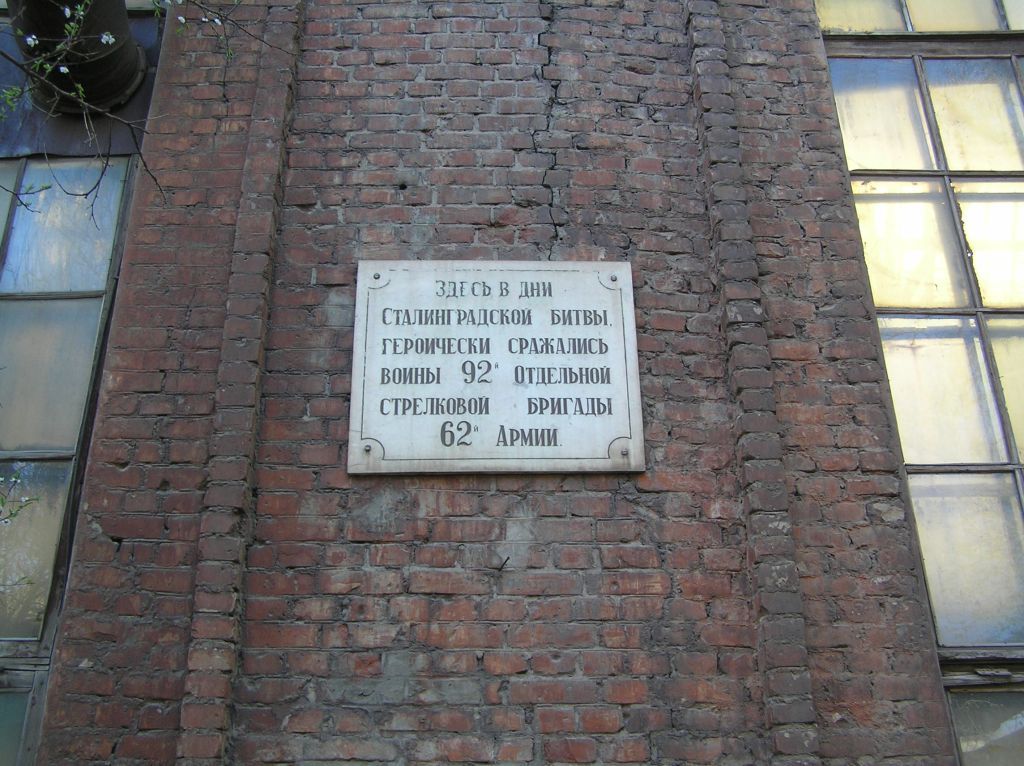 ЗДЕСЬ В ДНИ
СТАЛИНГРАДСКОЙ БИТВЫ,
ГЕРОИЧЕСКИ СРАЖАЛИСЬ
ВОИНЫ 92й ОТДЕЛЬНОЙ
СТРЕЛКОВОЙ БРИГАДЫ
62й АРМИИ.